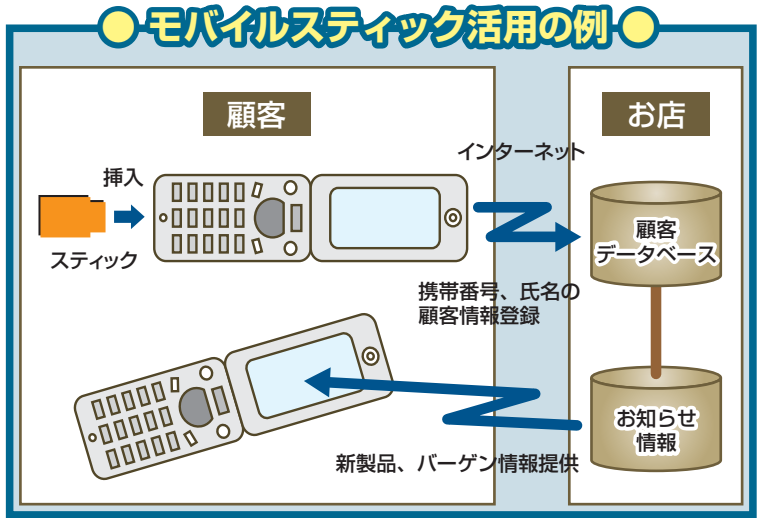 モバイルスティック活用の例
顧客
お店
インターネット
挿入
スティック
顧客
データベース
携帯番号、氏名の
顧客情報登録
お知らせ
情報
新製品、バーゲン情報提供